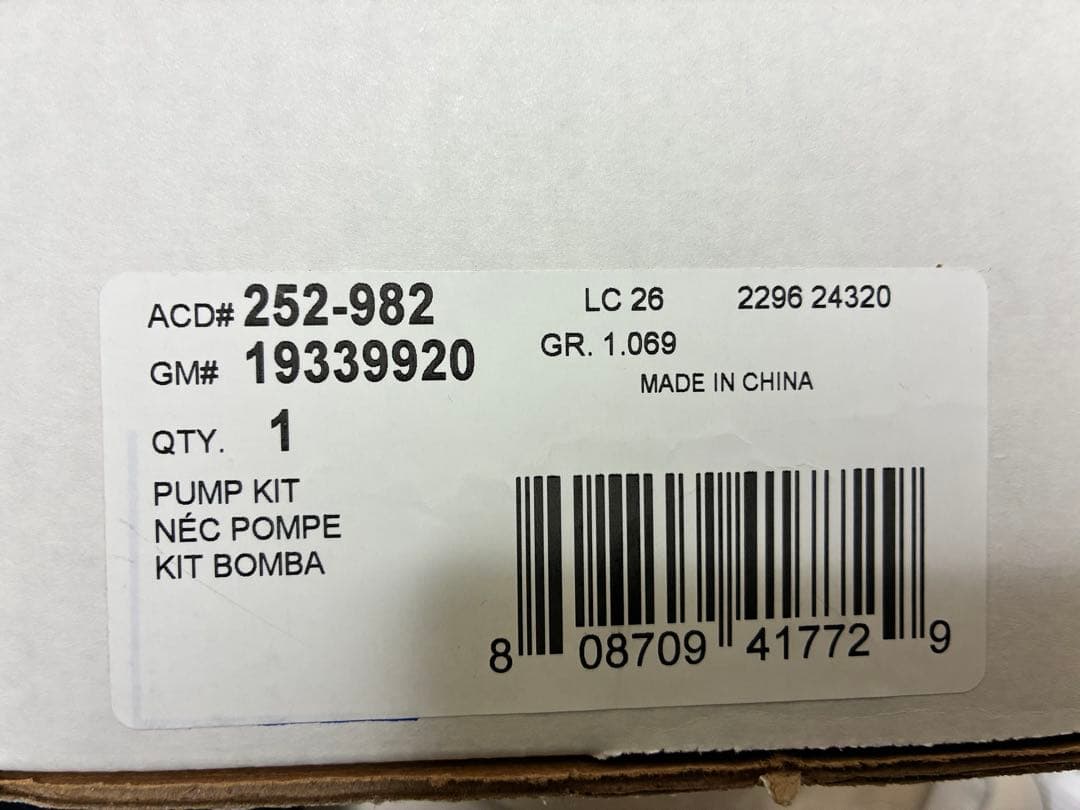 ACD# 252-982 LC 26 2296 24320
GM# 19339920 GR. 1.069
MADE IN CHINA
QTY. 1
PUMP KIT
NÉC POMPE
KIT BOMBA
8 08709 41772 9